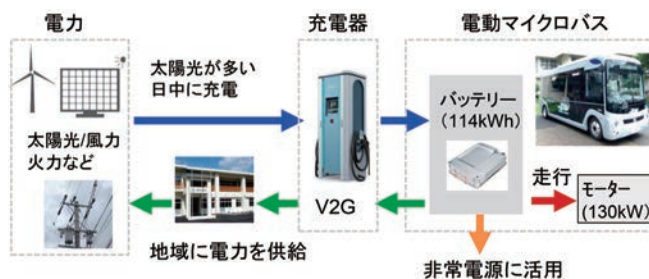 電力
充電器
電動マイクロバス
太陽光が多い
日中に充電
太陽光/風力
火力など
バッテリー
(114kWh)
V2G
走行
モーター
(130kW)
地域に電力を供給
非常電源に活用